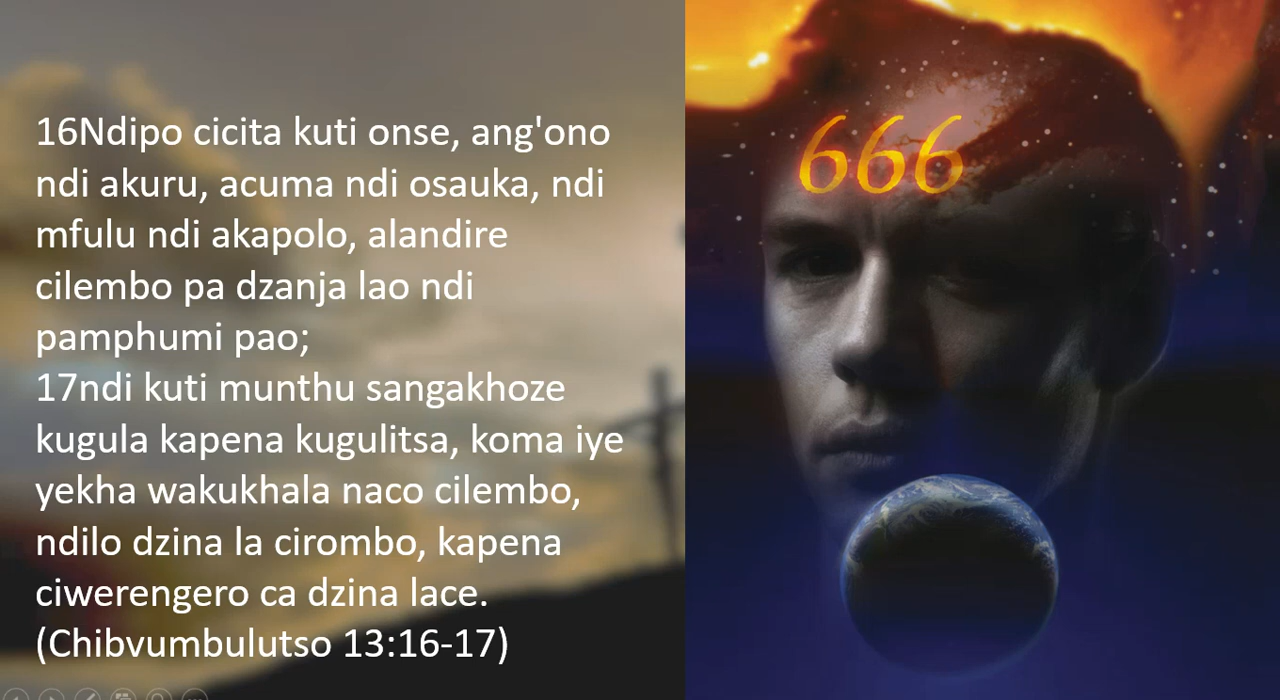 16Ndipo cicita kuti onse, ang'ono
ndi akuru, acuma ndi osauka, ndi
mfulu ndi akapolo, alandire
cilembo pa dzanja lao ndi
pamphumi pao;
17ndi kuti munthu sangakhoze
kugula kapena kugulitsa, koma iye
yekha wakukhala naco cilembo,
ndilo dzina la cirombo, kapena
ciwerengero ca dzina lace.
(Chibvumbulutso 13:16-17)
666